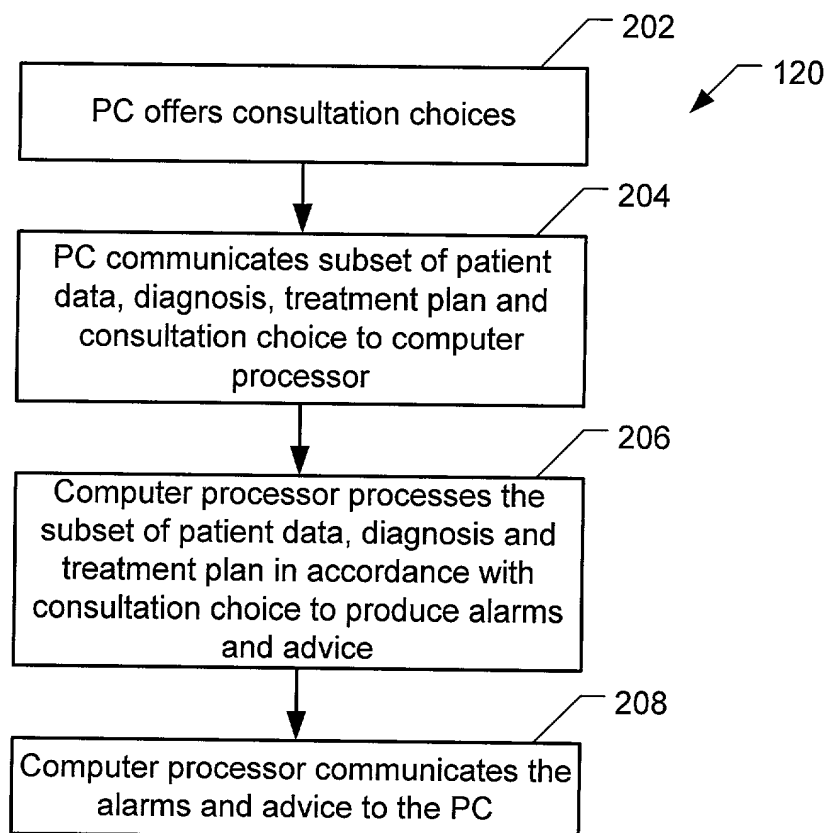 202
120
PC offers consultation choices
204
PC communicates subset of patient
data, diagnosis, treatment plan and
consultation choice to computer
processor
206
Computer processor processes the
subset of patient data, diagnosis and
treatment plan in accordance with
consultation choice to produce alarms
and advice
208
Computer processor communicates the
alarms and advice to the PC